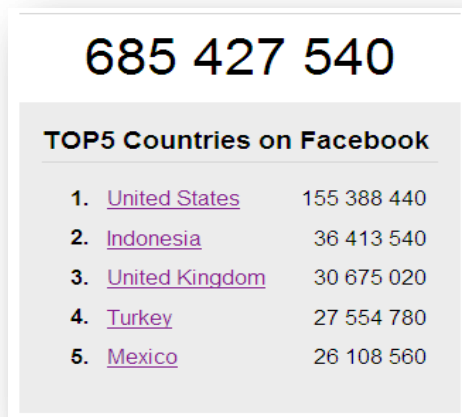 685 427 540
TOP5 Countries on Facebook
1. United States 155 388 440
2. Indonesia 36 413 540
3. United Kingdom 30 675 020
4. Turkey 27 554 780
5. Mexico 26 108 560